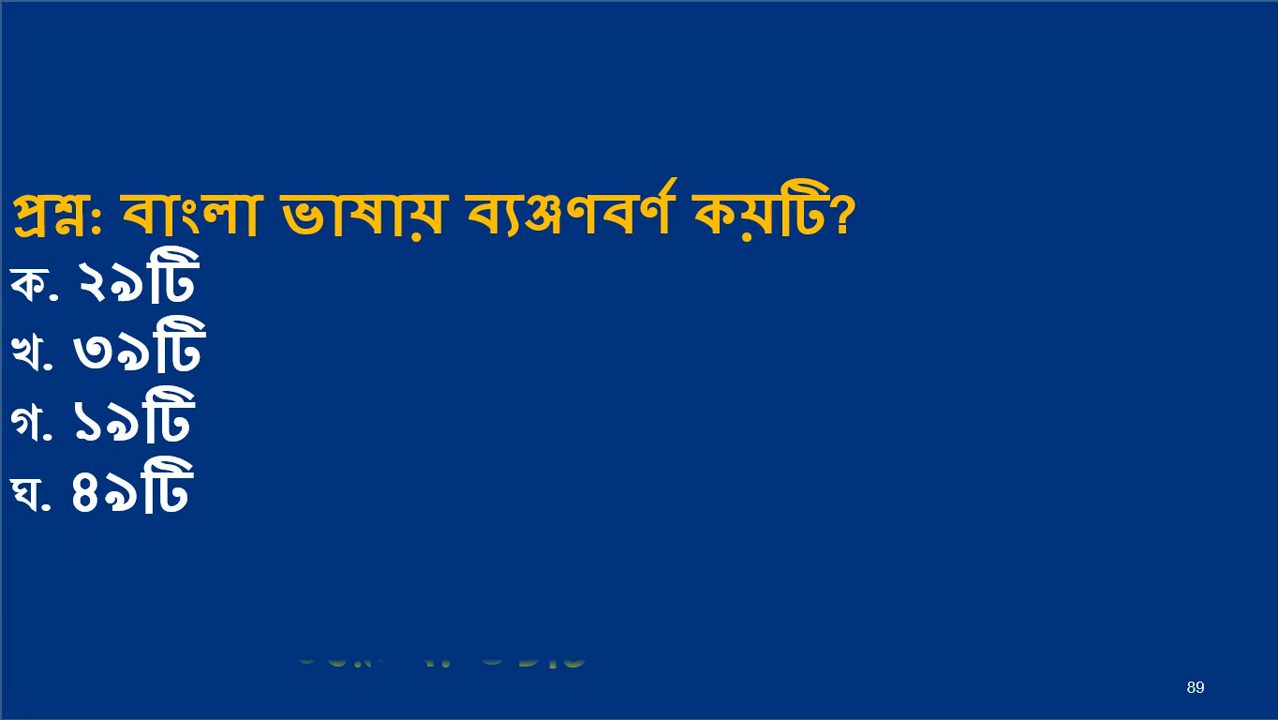 প্রশ্ন: বাংলা ভাষায় ব্যঞ্জণবর্ণ কয়টি?
ক. ২৯টি
খ. ৩৯টি
গ. ১৯টি
ঘ. ৪৯টি
89